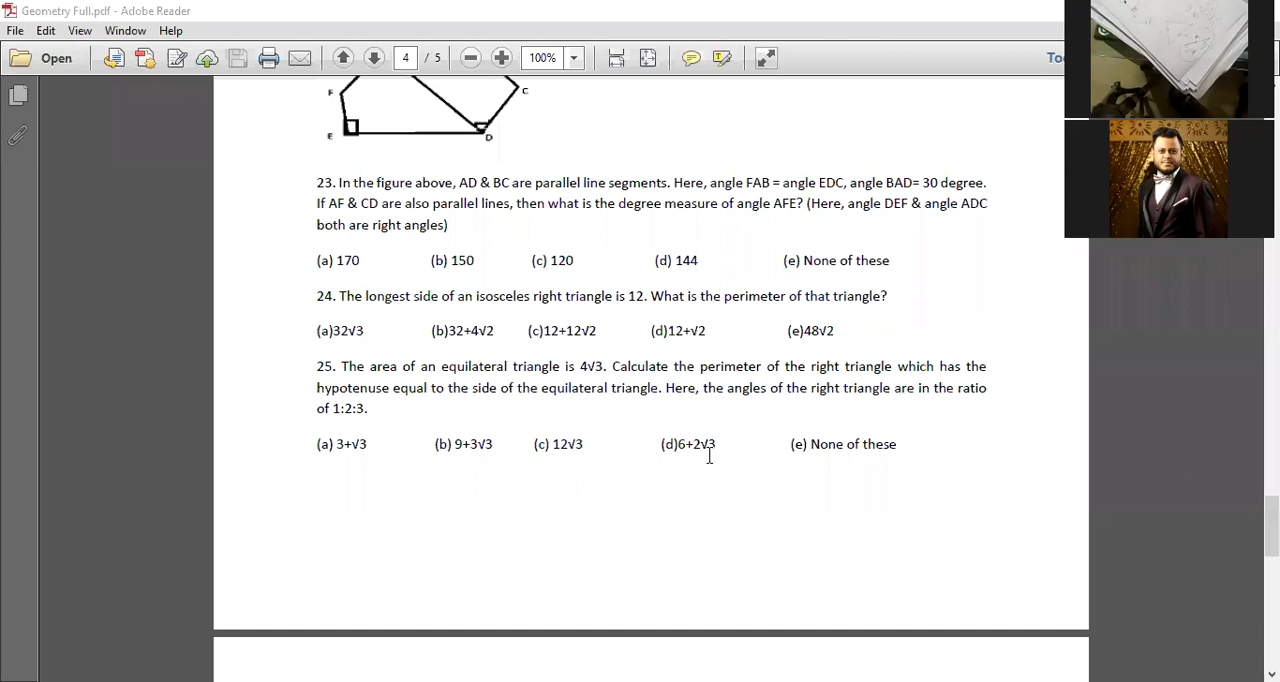 Geometry Full.pdf - Adobe Reader
File Edit View Window Help
Open 4 / 5 100% Too
F
C
E
D
23. In the figure above, AD & BC are parallel line segments. Here, angle FAB = angle EDC, angle BAD= 30 degree.
If AF & CD are also parallel lines, then what is the degree measure of angle AFE? (Here, angle DEF & angle ADC
both are right angles)
(a) 170 (b) 150 (c) 120 (d) 144 (e) None of these
24. The longest side of an isosceles right triangle is 12. What is the perimeter of that triangle?
(a)32√3 (b)32+4√2 (c)12+12√2 (d)12+√2 (e)48√2
25. The area of an equilateral triangle is 4√3. Calculate the perimeter of the right triangle which has the
hypotenuse equal to the side of the equilateral triangle. Here, the angles of the right triangle are in the ratio
of 1:2:3.
(a) 3+√3 (b) 9+3√3 (c) 12√3 (d)6+2√3 (e) None of these